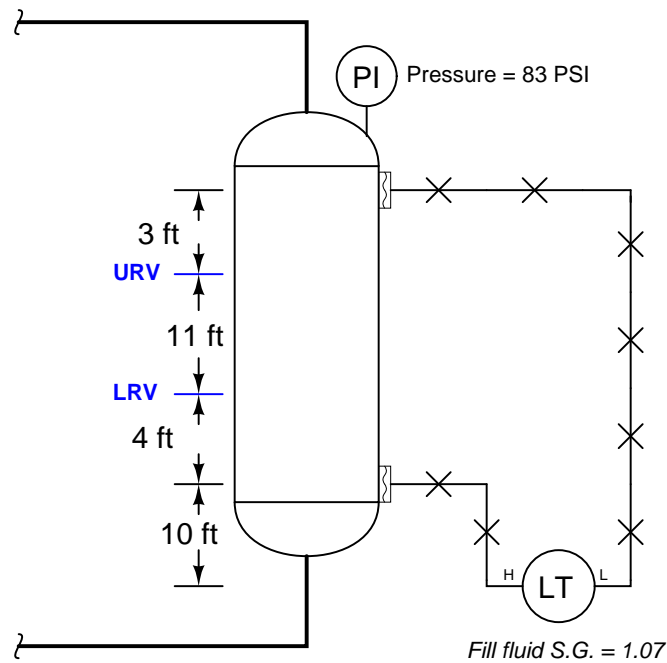 PI
Pressure = 83 PSI
3 ft
URV
11 ft
LRV
4 ft
10 ft
H
LT
L
Fill fluid S.G. = 1.07